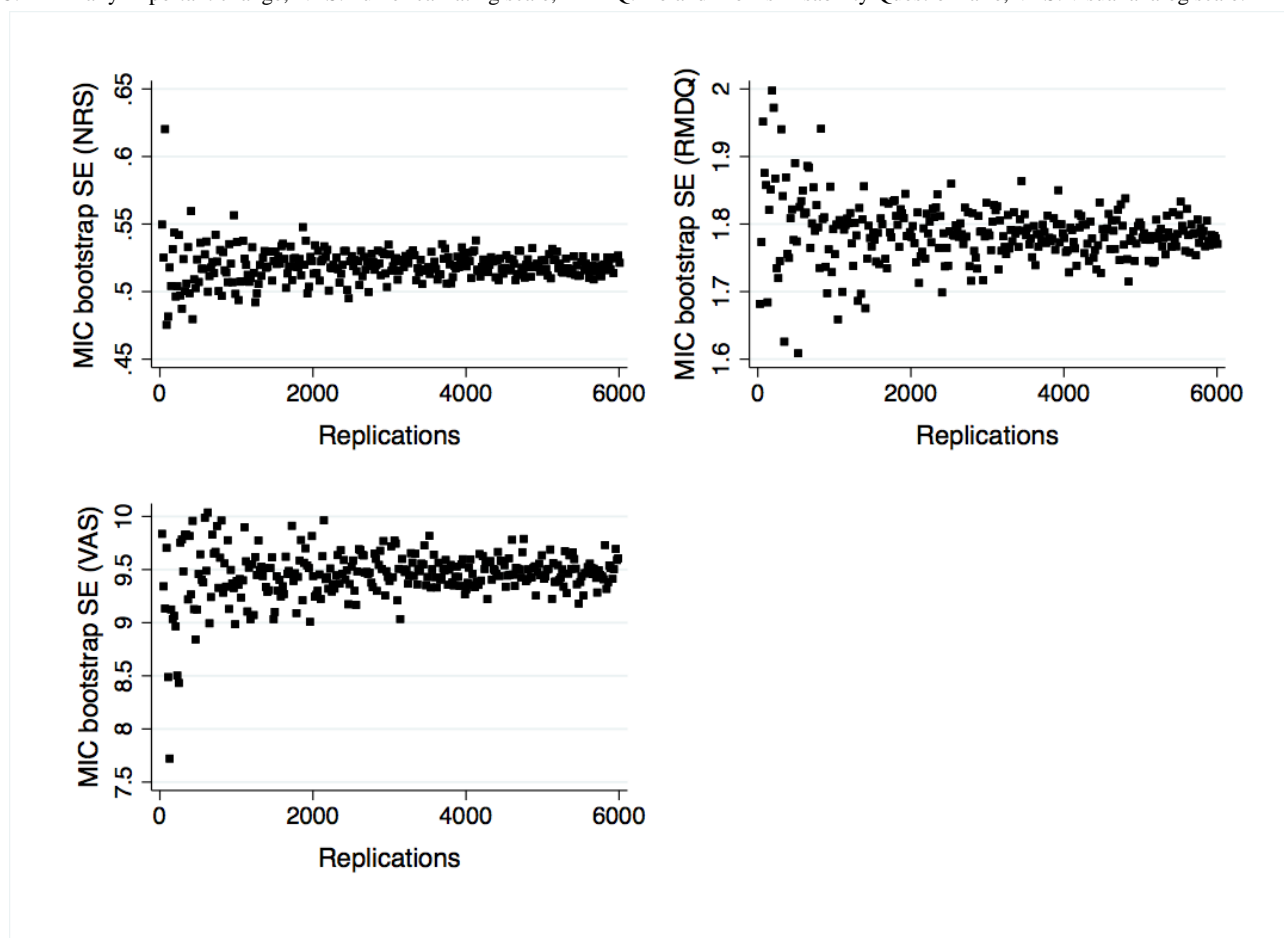 .65
.6
.55
.5
.45
MIC bootstrap SE (NRS)
0 2000 4000 6000
Replications
2
1.9
1.8
1.7
1.6
MIC bootstrap SE (RMDQ)
0 2000 4000 6000
Replications
10
9.5
9
8.5
8
7.5
MIC bootstrap SE (VAS)
0 2000 4000 6000
Replications